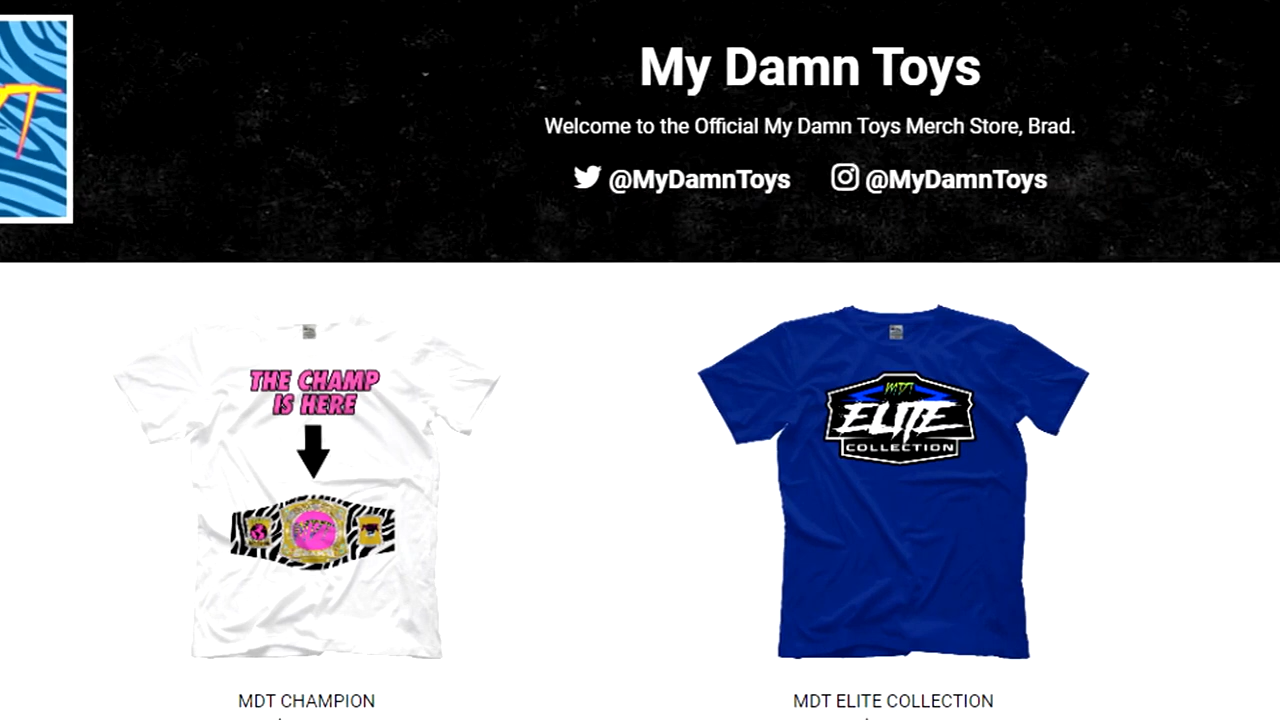 My Damn Toys
Welcome to the Official My Damn Toys Merch Store, Brad.
@MyDamnToys @MyDamnToys
THE CHAMP
IS HERE
MDT
ELITE
COLLECTION
MDT CHAMPION
MDT ELITE COLLECTION